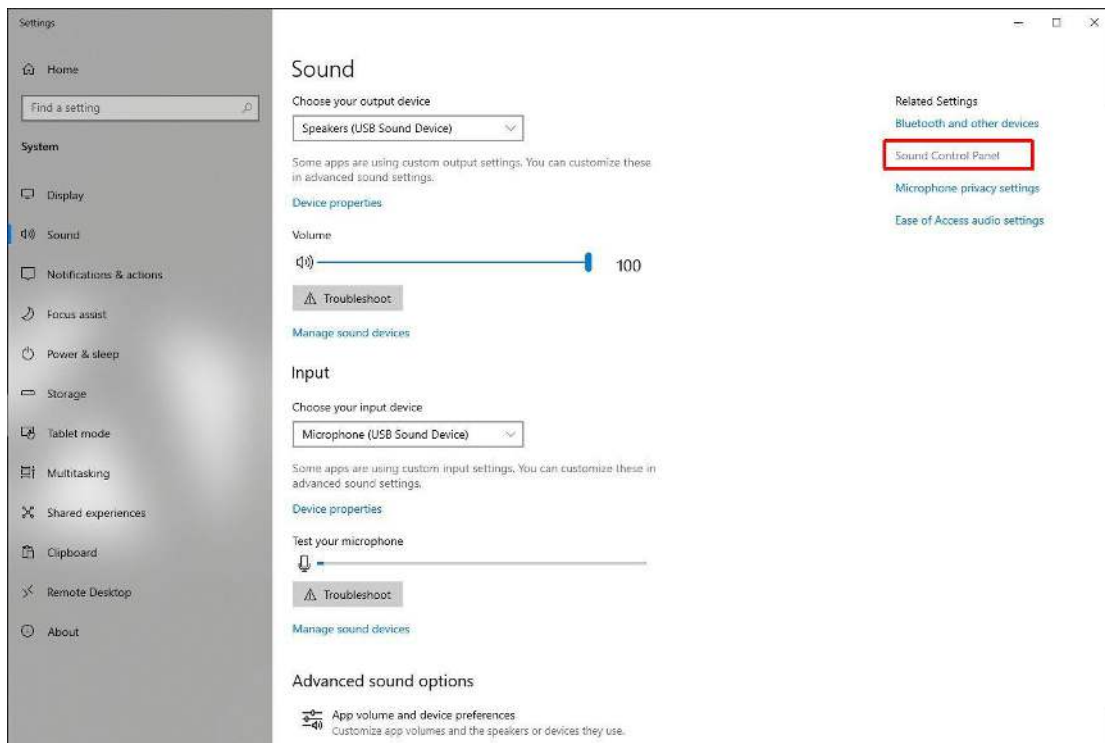 Settings
Home
Find a setting
System
Display
Sound
Notifications & actions
Focus assist
Power & sleep
Storage
Tablet mode
Multitasking
Shared experiences
Clipboard
Remote Desktop
About
Sound
Choose your output device
Speakers (USB Sound Device)
Some apps are using custom output settings. You can customize these
in advanced sound settings.
Device properties
Volume
100
Troubleshoot
Manage sound devices
Input
Choose your input device
Microphone (USB Sound Device)
Some apps are using custom input settings. You can customize these in
advanced sound settings.
Device properties
Test your microphone
Troubleshoot
Manage sound devices
Advanced sound options
App volume and device preferences
Customize app volumes and the speakers or devices they use.
Related Settings
Bluetooth and other devices
Sound Control Panel
Microphone privacy settings
Ease of Access audio settings